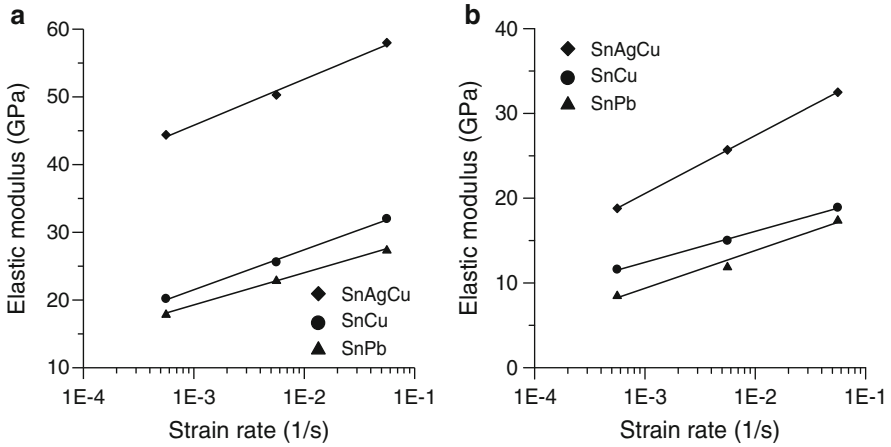 a
60
50
40
30
20
10
Elastic modulus (GPa)
SnAgCu
SnCu
SnPb
1E-4
1E-3
1E-2
1E-1
Strain rate (1/s)
b
40
30
20
10
0
Elastic modulus (GPa)
SnAgCu
SnCu
SnPb
1E-4
1E-3
1E-2
1E-1
Strain rate (1/s)